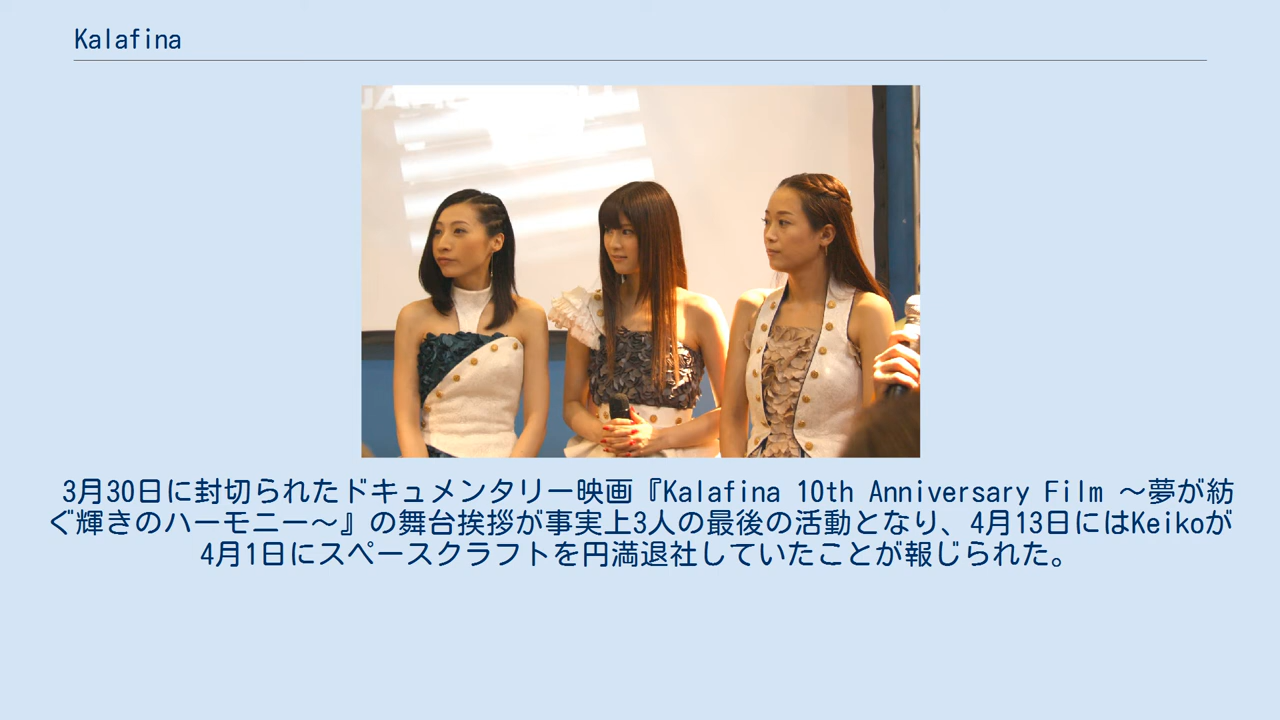 Kalafina
3月30日に封切られたドキュメンタリー映画『Kalafina 10th Anniversary Film ～夢が紡
ぐ輝きのハーモニー～』の舞台挨拶が事実上3人の最後の活動となり、4月13日にはKeikoが
4月1日にスペースクラフトを円満退社していたことが報じられた。